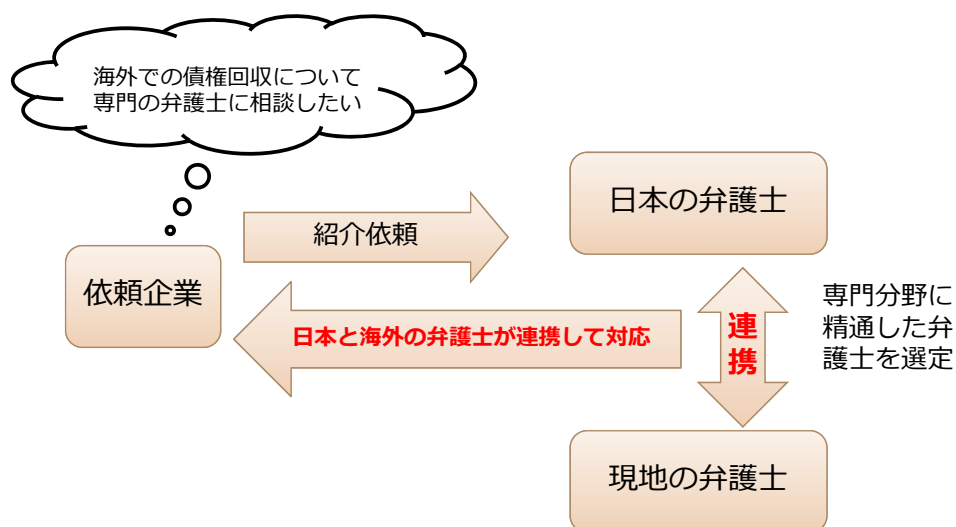 海外での債権回収について
専門の弁護士に相談したい
日本の弁護士
紹介依頼
依頼企業
日本と海外の弁護士が連携して対応
連
携
専門分野に
精通した弁
護士を選定
現地の弁護士